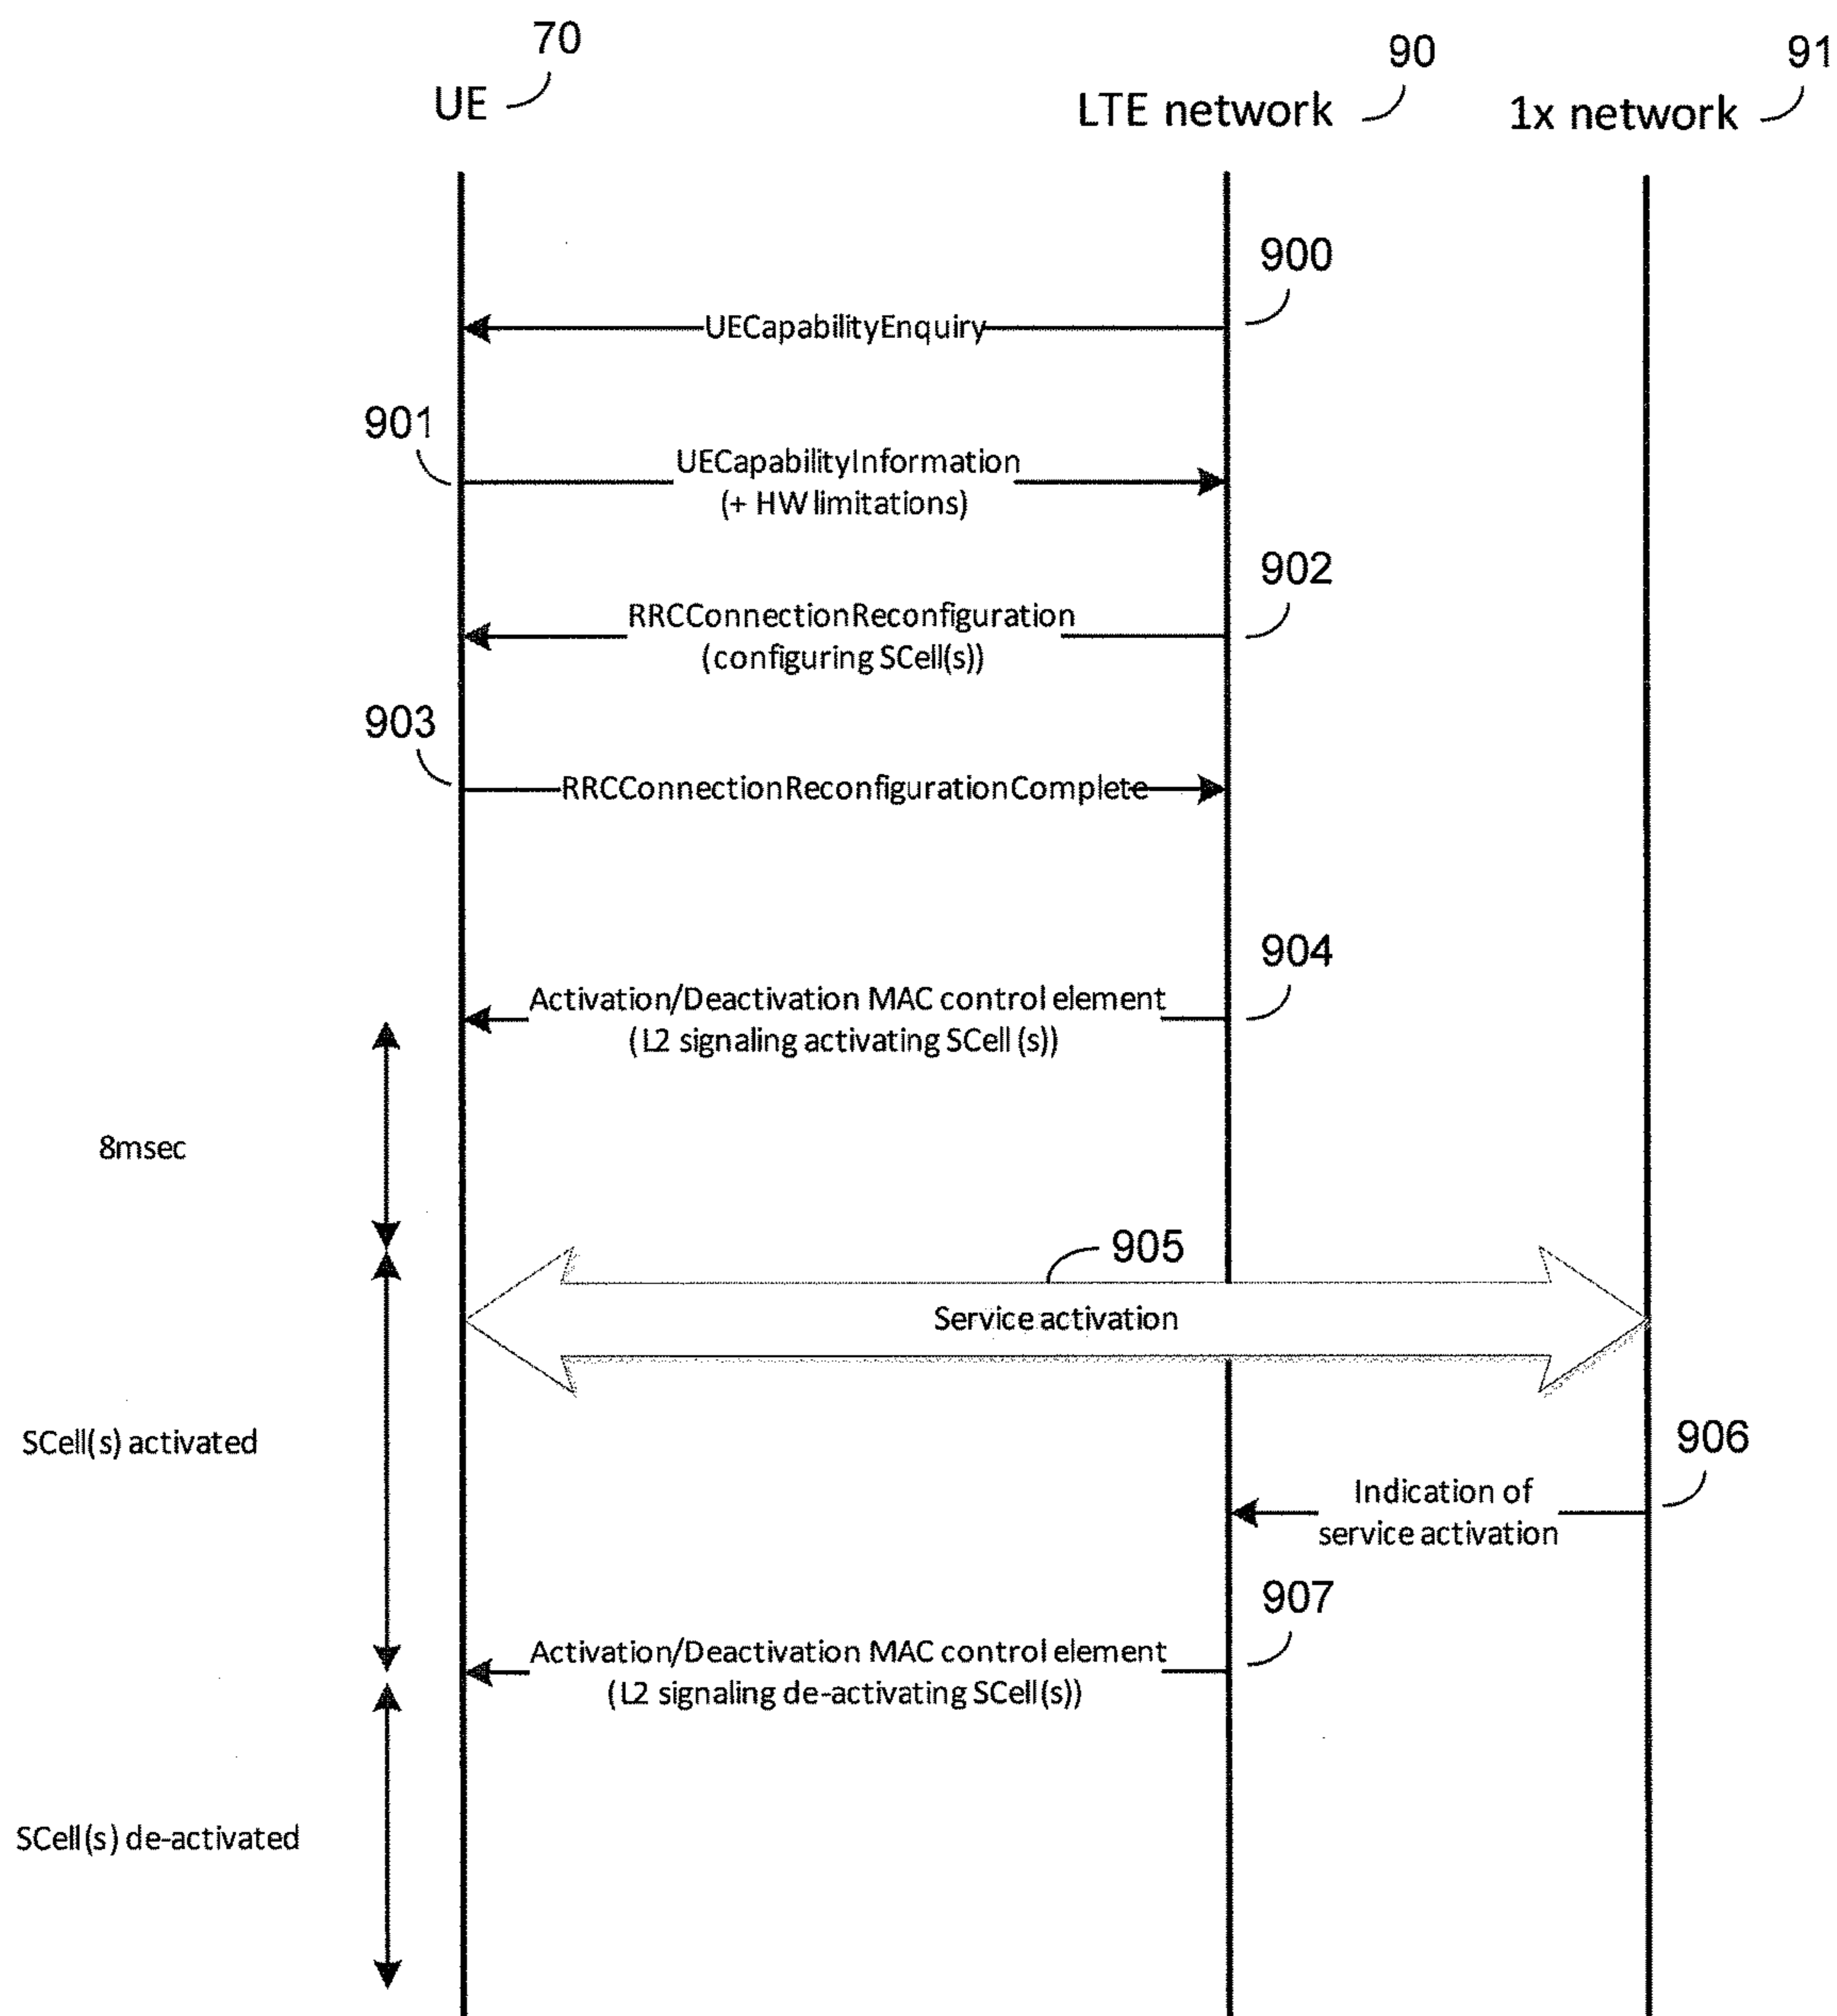 70
90
91
UE
LTE network
1x network
900
UECapabilityEnquiry
901
UECapabilityInformation
(+ HW limitations)
902
RRCConnectionReconfiguration
(configuring SCell(s))
903
RRCConnectionReconfigurationComplete
904
Activation/Deactivation MAC control element
(L2 signaling activating SCell (s))
8msec
905
Service activation
SCell(s) activated
906
Indication of
service activation
907
Activation/Deactivation MAC control element
(L2 signaling de-activating SCell(s))
SCell(s) de-activated